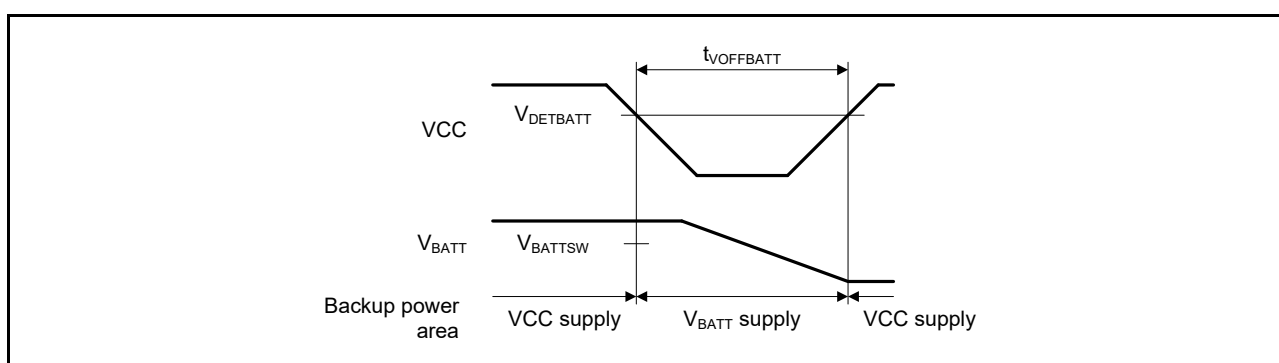 tVOFFBATT
VCC
VDETBATT
VBATT
VBATTSW
Backup power
area
VCC supply
VBATT supply
VCC supply